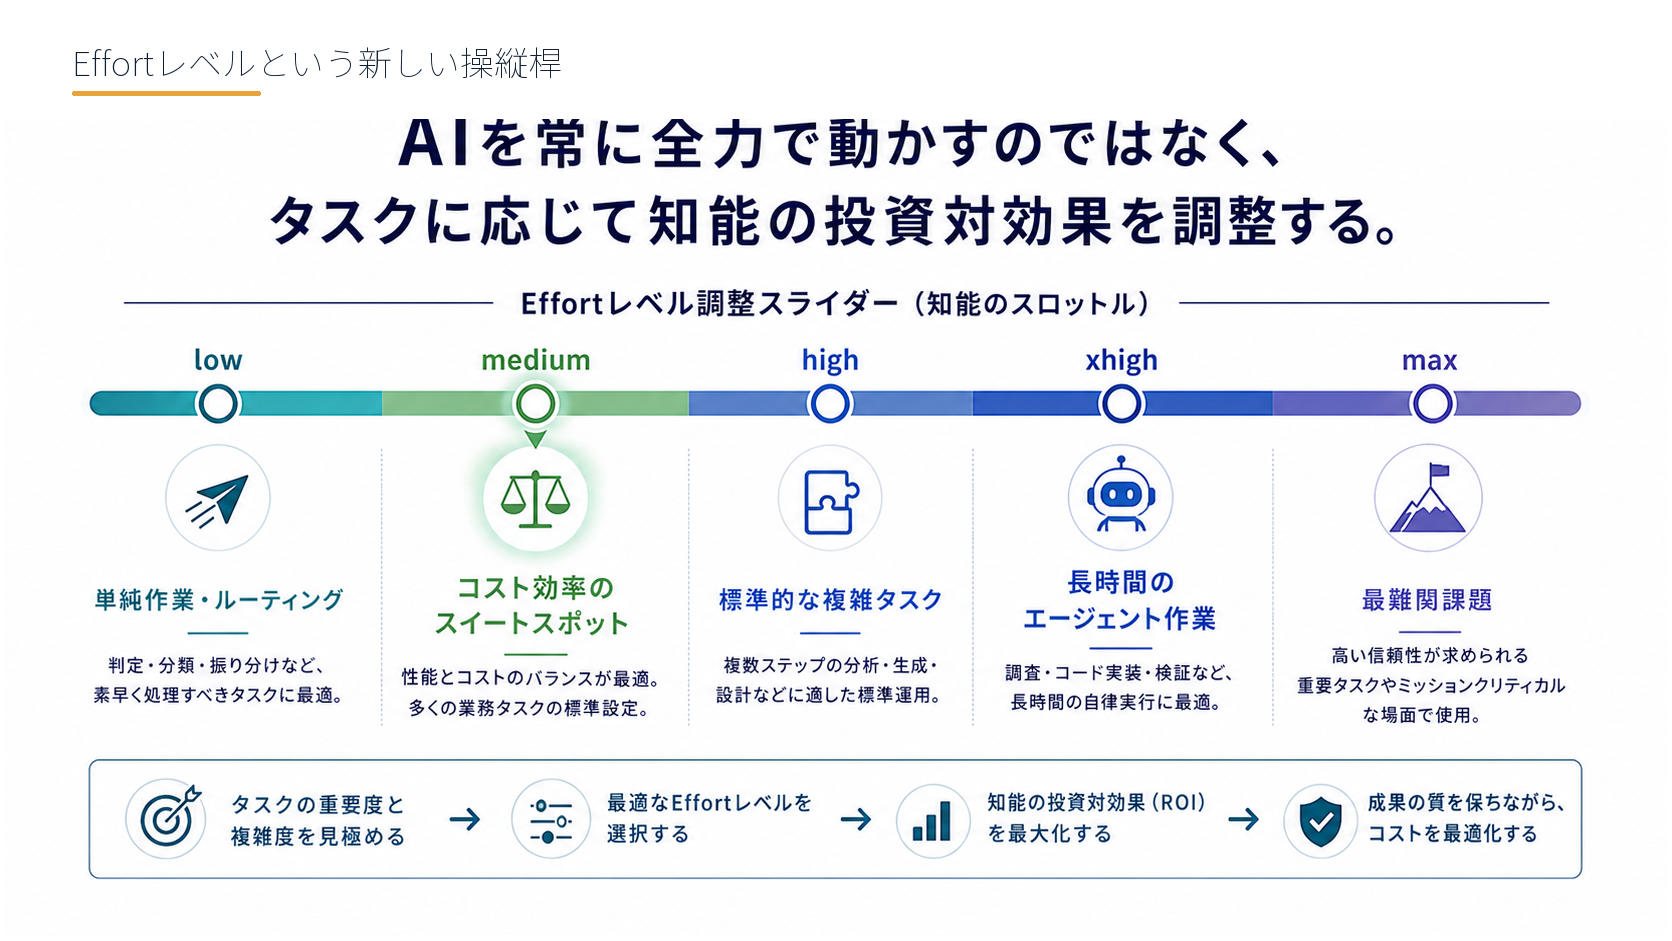 Effortレベルという新しい操縦桿
AIを常に全力で動かすのではなく、
タスクに応じて知能の投資対効果を調整する。
Effortレベル調整スライダー（知能のスロットル）
low
medium
high
xhigh
max
単純作業・ルーティング
判定・分類・振り分けなど、
素早く処理すべきタスクに最適。
コスト効率の
スイートスポット
性能とコストのバランスが最適。
多くの業務タスクの標準設定。
標準的な複雑タスク
複数ステップの分析・生成・
設計などに適した標準運用。
長時間の
エージェント作業
調査・コード実装・検証など、
長時間の自律実行に最適。
最難関課題
高い信頼性が求められる
重要タスクやミッションクリティカル
な場面で使用。
タスクの重要度と
複雑度を見極める
最適なEffortレベルを
選択する
知能の投資対効果（ROI）
を最大化する
成果の質を保ちながら、
コストを最適化する